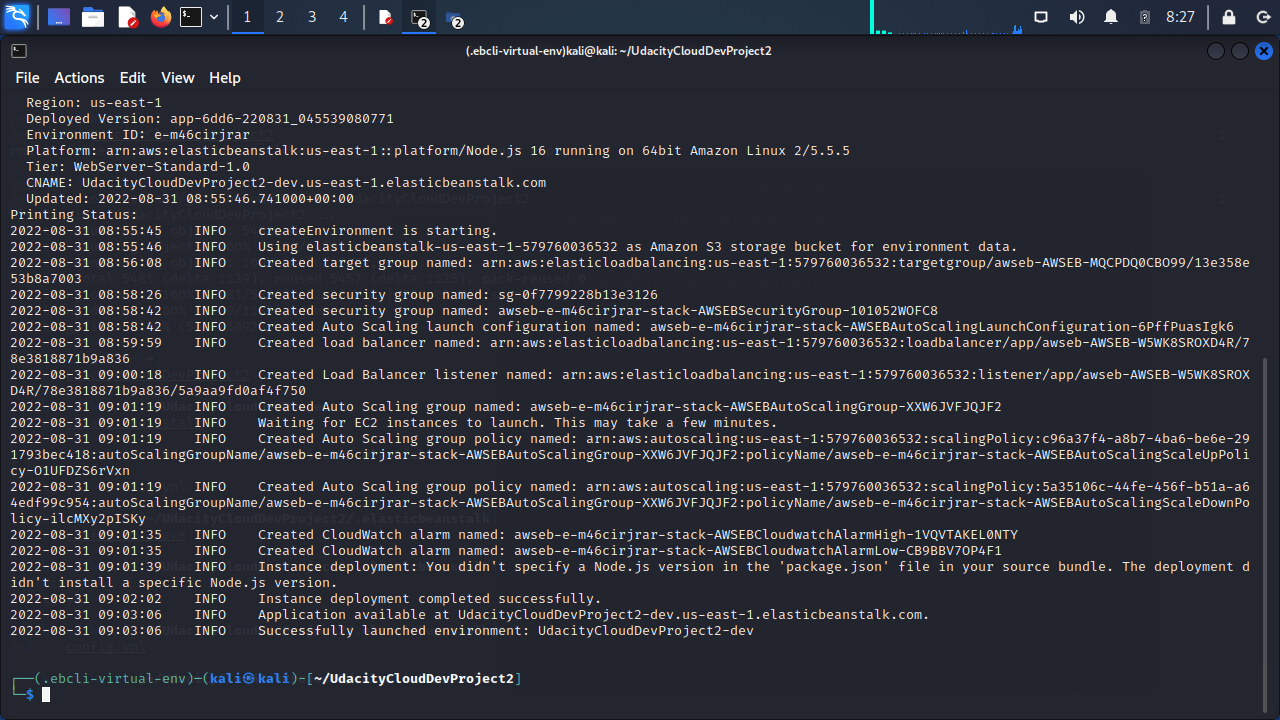 1 2 3 4 2 2 8:27
(.ebcli-virtual-env)kali@kali: ~/UdacityCloudDevProject2
File Actions Edit View Help
Region: us-east-1
Deployed Version: app-6dd6-220831_045539080771
Environment ID: e-m46cirjrar
Platform: arn:aws:elasticbeanstalk:us-east-1::platform/Node.js 16 running on 64bit Amazon Linux 2/5.5.5
Tier: WebServer-Standard-1.0
CNAME: UdacityCloudDevProject2-dev.us-east-1.elasticbeanstalk.com
Updated: 2022-08-31 08:55:46.741000+00:00
Printing Status:
2022-08-31 08:55:45 INFO createEnvironment is starting.
2022-08-31 08:55:46 INFO Using elasticbeanstalk-us-east-1-579760036532 as Amazon S3 storage bucket for environment data.
2022-08-31 08:56:08 INFO Created target group named: arn:aws:elasticloadbalancing:us-east-1:579760036532:targetgroup/awseb-AWSEB-MQCPDQ0CBO99/13e358e
53b8a7003
2022-08-31 08:58:26 INFO Created security group named: sg-0f7799228b13e3126
2022-08-31 08:58:42 INFO Created security group named: awseb-e-m46cirjrar-stack-AWSEBSecurityGroup-101052WOFC8
2022-08-31 08:58:42 INFO Created Auto Scaling launch configuration named: awseb-e-m46cirjrar-stack-AWSEBAutoScalingLaunchConfiguration-6PffPuasIgk6
2022-08-31 08:59:59 INFO Created load balancer named: arn:aws:elasticloadbalancing:us-east-1:579760036532:loadbalancer/app/awseb-AWSEB-W5WK8SROXD4R/7
8e3818871b9a836
2022-08-31 09:00:18 INFO Created Load Balancer listener named: arn:aws:elasticloadbalancing:us-east-1:579760036532:listener/app/awseb-AWSEB-W5WK8SROX
D4R/78e3818871b9a836/5a9aa9fd0af4f750
2022-08-31 09:01:19 INFO Created Auto Scaling group named: awseb-e-m46cirjrar-stack-AWSEBAutoScalingGroup-XXW6JVFJQJF2
2022-08-31 09:01:19 INFO Waiting for EC2 instances to launch. This may take a few minutes.
2022-08-31 09:01:19 INFO Created Auto Scaling group policy named: arn:aws:autoscaling:us-east-1:579760036532:scalingPolicy:c96a37f4-a8b7-4ba6-be6e-29
1793bec418:autoScalingGroupName/awseb-e-m46cirjrar-stack-AWSEBAutoScalingGroup-XXW6JVFJQJF2:policyName/awseb-e-m46cirjrar-stack-AWSEBAutoScalingScaleUpPoli
cy-O1UFDZS6rVxn
2022-08-31 09:01:19 INFO Created Auto Scaling group policy named: arn:aws:autoscaling:us-east-1:579760036532:scalingPolicy:5a35106c-44fe-456f-b51a-a6
4edf99c954:autoScalingGroupName/awseb-e-m46cirjrar-stack-AWSEBAutoScalingGroup-XXW6JVFJQJF2:policyName/awseb-e-m46cirjrar-stack-AWSEBAutoScalingScaleDownPo
licy-ilcMXy2pISKy
2022-08-31 09:01:35 INFO Created CloudWatch alarm named: awseb-e-m46cirjrar-stack-AWSEBCloudwatchAlarmHigh-1VQVTAKEL0NTY
2022-08-31 09:01:35 INFO Created CloudWatch alarm named: awseb-e-m46cirjrar-stack-AWSEBCloudwatchAlarmLow-CB9BBV7OP4F1
2022-08-31 09:01:39 INFO Instance deployment: You didn't specify a Node.js version in the 'package.json' file in your source bundle. The deployment d
idn't install a specific Node.js version.
2022-08-31 09:02:02 INFO Instance deployment completed successfully.
2022-08-31 09:03:06 INFO Application available at UdacityCloudDevProject2-dev.us-east-1.elasticbeanstalk.com.
2022-08-31 09:03:06 INFO Successfully launched environment: UdacityCloudDevProject2-dev
(.ebcli-virtual-env)-(kali㉿kali)-[~/UdacityCloudDevProject2]
$